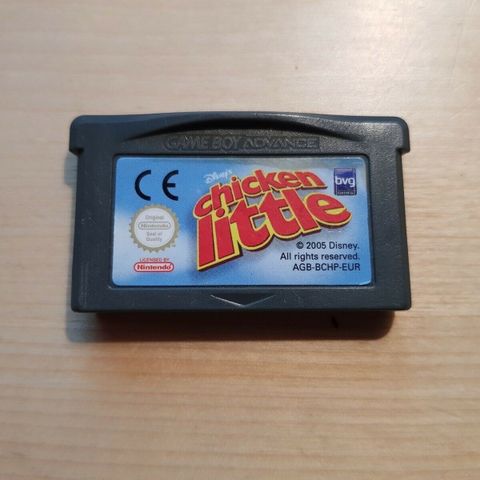 GAME BOY ADVANCE
CE
Disney's
chicken
little
bvg
Original
Nintendo
Seal of
Quality
LICENSED BY
Nintendo
© 2005 Disney.
All rights reserved.
AGB-BCHP-EUR